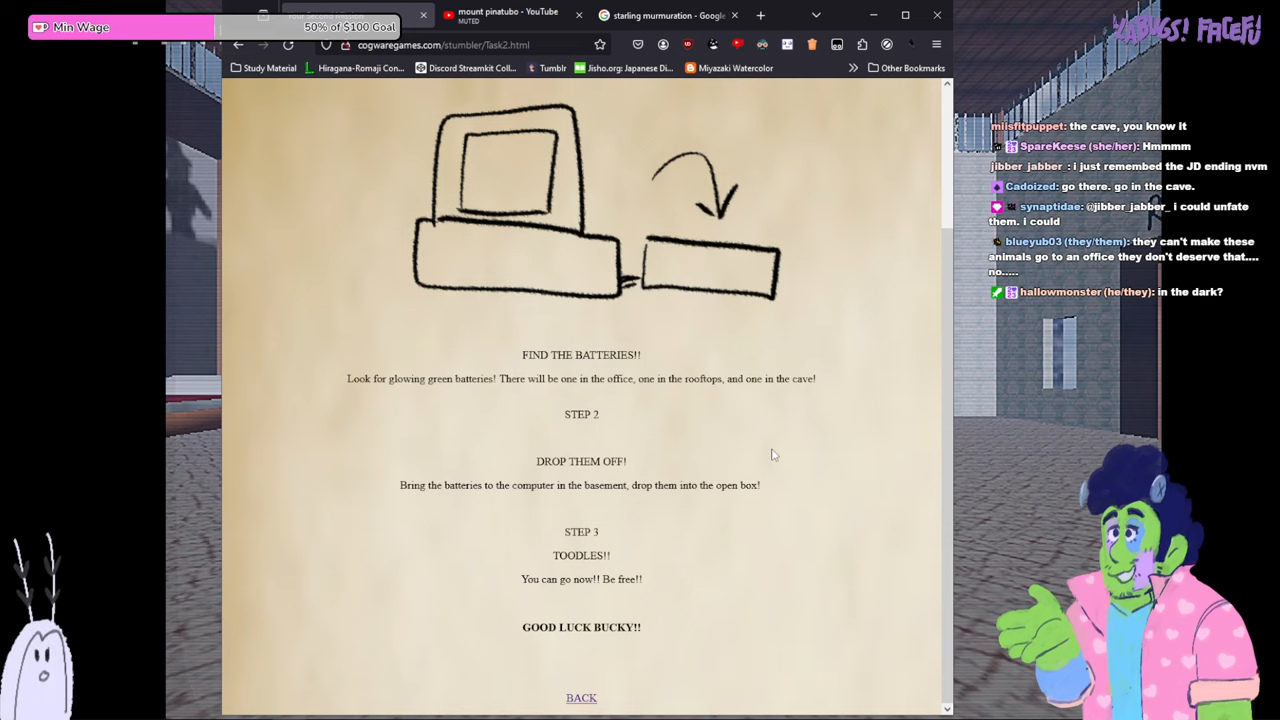 Min Wage
50% of $100 Goal
mount pinatubo - YouTube
MUTED
starling murmuration - Google
cogwaregames.com/stumbler/Task2.html
Study Material
Hiragana-Romaji Con...
Discord Streamkit Coll...
Tumblr
Jisho.org: Japanese Di...
Miyazaki Watercolor
Other Bookmarks
FIND THE BATTERIES!!
Look for glowing green batteries! There will be one in the office, one in the rooftops, and one in the cave!
STEP 2
DROP THEM OFF!
Bring the batteries to the computer in the basement, drop them into the open box!
STEP 3
TOODLES!!
You can go now!! Be free!!
GOOD LUCK BUCKY!!
BACK
miisfitpuppet: the cave, you know it
SpareKeese (she/her): Hmmmm
jibber_jabber_: i just remembered the JD ending nvm
Cadoized: go there. go in the cave.
synaptidae: @jibber_jabber_ i could unfate
them. i could
blueyub03 (they/them): they can't make these
animals go to an office they don't deserve that....
no.....
hallowmonster (he/they): in the dark?